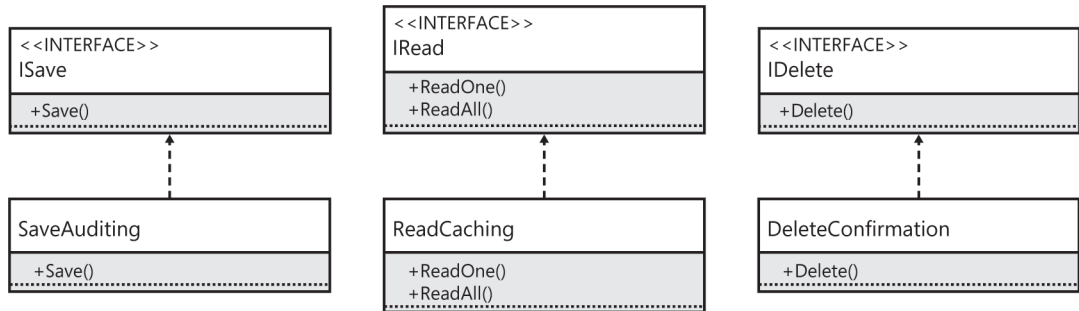 <<INTERFACE>>
ISave
+Save()
<<INTERFACE>>
IRead
+ReadOne()
+ReadAll()
<<INTERFACE>>
IDelete
+Delete()
SaveAuditing
+Save()
ReadCaching
+ReadOne()
+ReadAll()
DeleteConfirmation
+Delete()